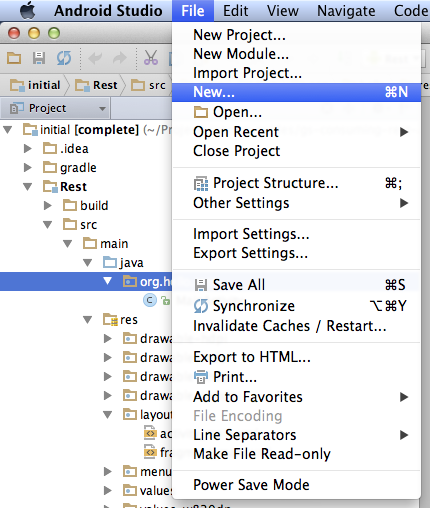 Android Studio File Edit View Navigate Code
initial Rest src
Project
initial [complete] (~/P
.idea
gradle
Rest
build
src
main
java
org.h
res
drawa
drawa
drawa
drawa
layout
ac
fra
menu
values
New Project...
New Module...
Import Project...
New... ⌘N
Open...
Open Recent
Close Project
Project Structure... ⌘;
Other Settings
Import Settings...
Export Settings...
Save All ⌘S
Synchronize ⌥⌘Y
Invalidate Caches / Restart...
Export to HTML...
Print...
Add to Favorites
File Encoding
Line Separators
Make File Read-only
Power Save Mode